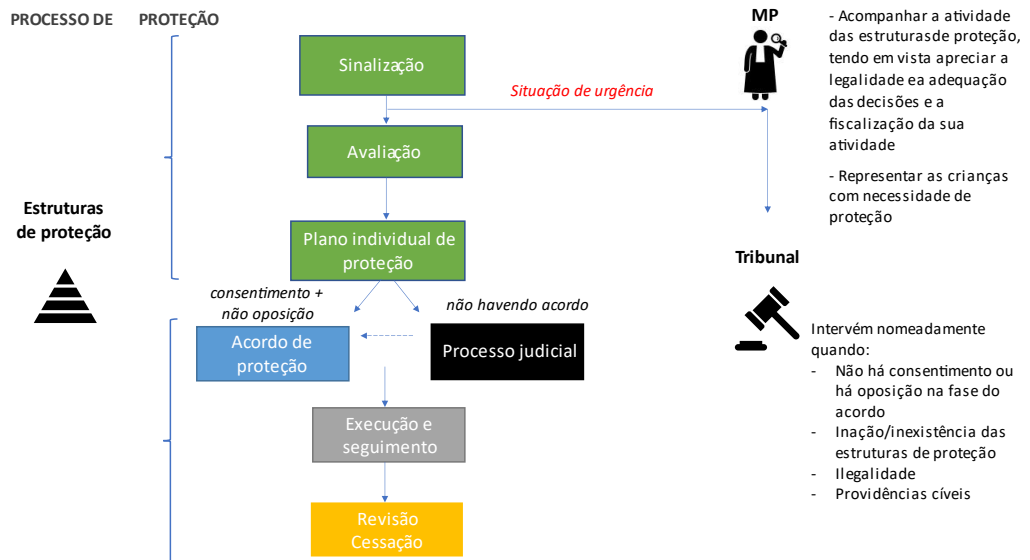 PROCESSO DE PROTEÇÃO
Sinalização
Situação de urgência
Avaliação
Estruturas
de proteção
Plano individual de
proteção
consentimento +
não oposição
não havendo acordo
Acordo de
proteção
Processo judicial
Execução e
seguimento
Revisão
Cessação
MP
- Acompanhar a atividade
das estruturasde proteção,
tendo em vista apreciar a
legalidade ea adequação
das decisões e a
fiscalização da sua
atividade
- Representar as crianças
com necessidade de
proteção
Tribunal
Intervém nomeadamente
quando:
- Não há consentimento ou
há oposição na fase do
acordo
- Inação/inexistência das
estruturas de proteção
- Ilegalidade
- Providências cíveis